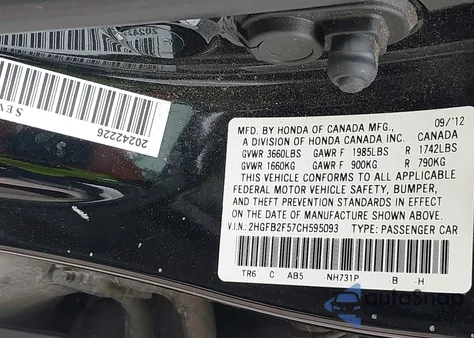 20242226
SEV
MFD. BY HONDA OF CANADA MFG., 09/'12
A DIVISION OF HONDA CANADA INC. CANADA
GVWR 3660LBS GAWR F 1985LBS R 1742LBS
GVWR 1660KG GAWR F 900KG R 790KG
THIS VEHICLE CONFORMS TO ALL APPLICABLE
FEDERAL MOTOR VEHICLE SAFETY, BUMPER,
AND THEFT PREVENTION STANDARDS IN EFFECT
ON THE DATE OF MANUFACTURE SHOWN ABOVE.
V.I.N.: 2HGFB2F57CH595093 TYPE: PASSENGER CAR
TR6 C AB5 NH731P B H
autoSnap